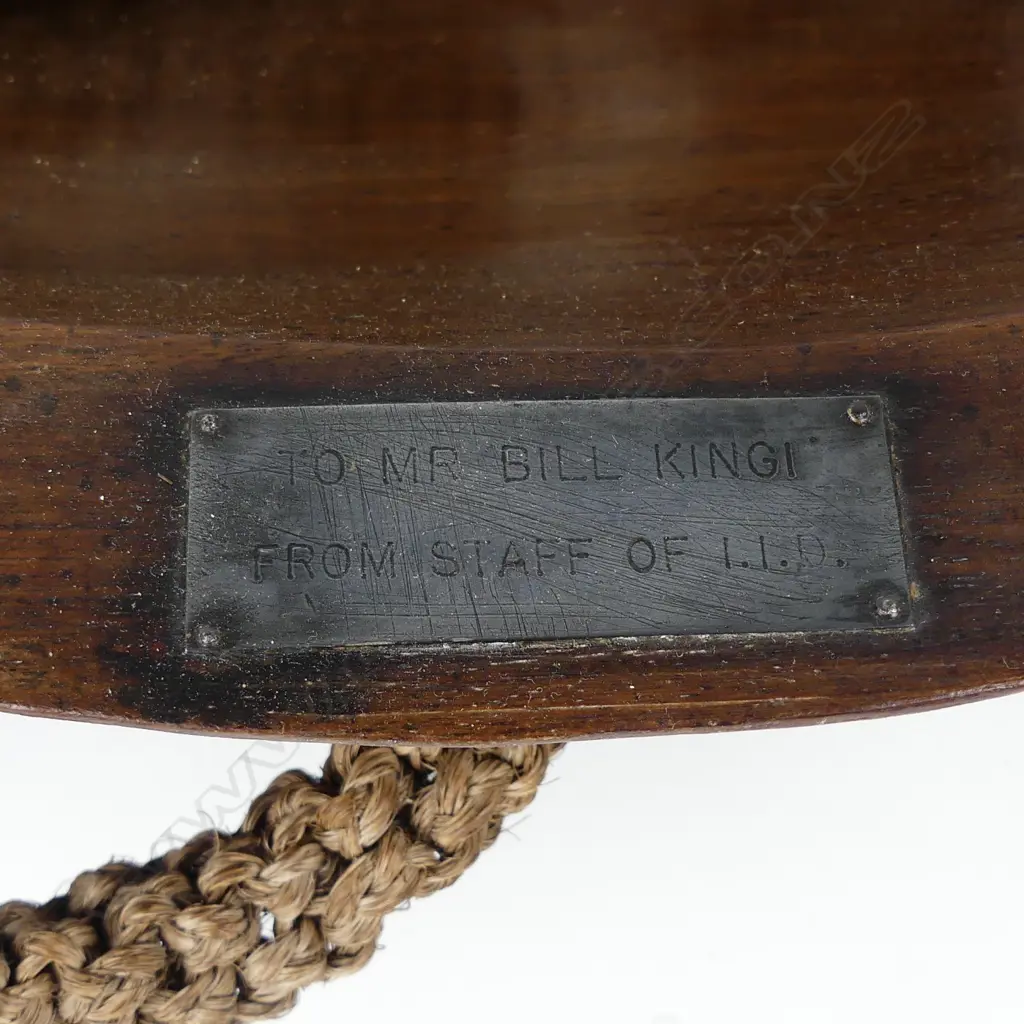 TO MR BILL KINGI
FROM STAFF OF I.I.D.